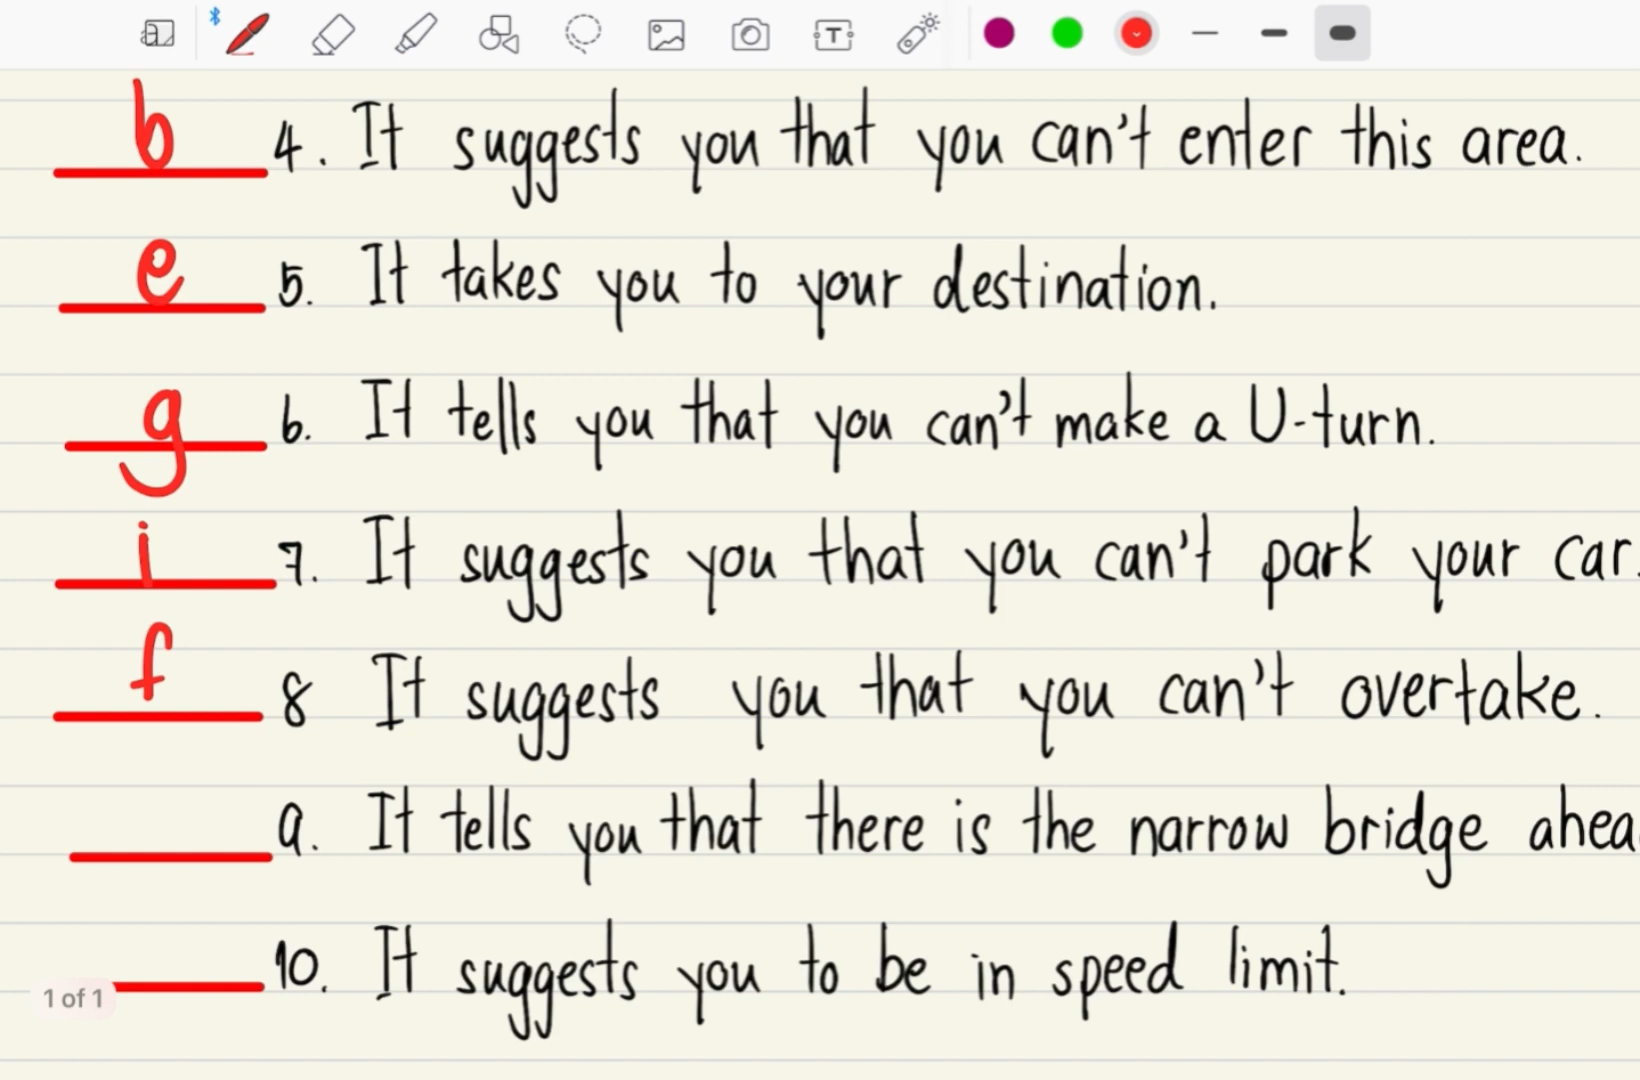 b 4. It suggests you that you can't enter this area.
e 5. It takes you to your destination.
g 6. It tells you that you can't make a U-turn.
i 7. It suggests you that you can't park your car.
f 8 It suggests you that you can't overtake.
9. It tells you that there is the narrow bridge ahea
10. It suggests you to be in speed limit.
1 of 1